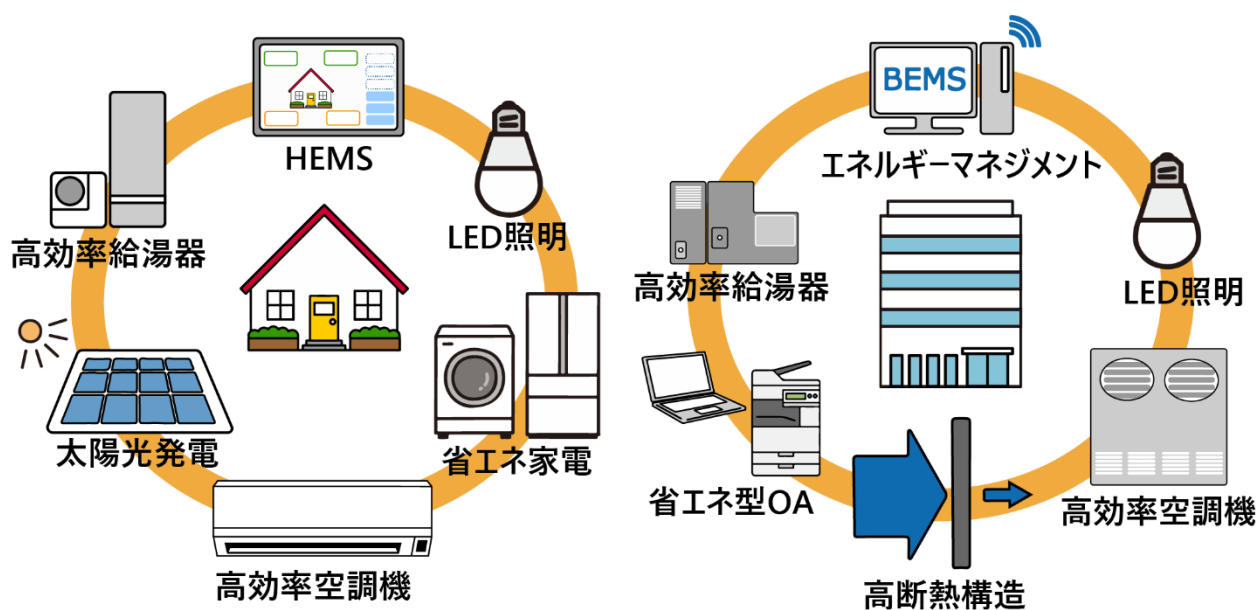 HEMS
LED照明
高効率給湯器
太陽光発電
省エネ家電
高効率空調機
BEMS
エネルギーマネジメント
高効率給湯器
LED照明
省エネ型OA
高効率空調機
高断熱構造